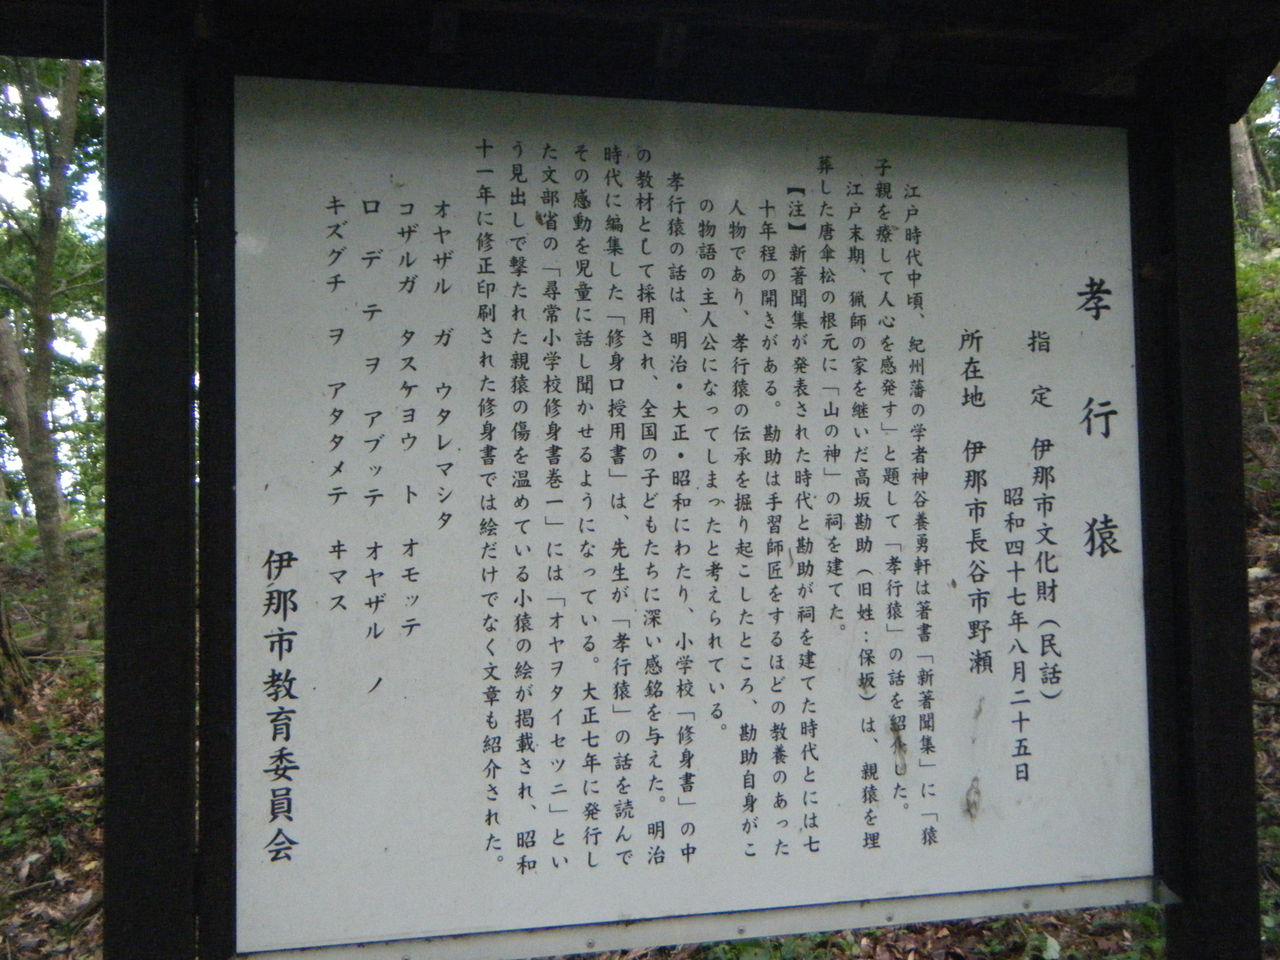 孝行猿
指定 伊那市文化財（民話）
昭和四十七年八月二十五日
所在地 伊那市長谷市野瀬
江戸時代中頃、紀州藩の学者神谷養勇軒は著書「新著聞集」に「猿
子親を療して人心を感発す」と題して「孝行猿」の話を紹介した。
江戸末期、猟師の家を継いだ高坂勘助（旧姓：保坂）は、親猿を埋
葬した唐傘松の根元に「山の神」の祠を建てた。
【注】新著聞集が発表された時代と勘助が祠を建てた時代とには七
十年程の開きがある。勘助は手習師匠をするほどの教養のあった
人物であり、孝行猿の伝承を掘り起こしたところ、勘助自身がこ
の物語の主人公になってしまったと考えられている。
孝行猿の話は、明治・大正・昭和にわたり、小学校「修身書」の中
の教材として採用され、全国の子どもたちに深い感銘を与えた。明治
時代に編集した「修身口授用書」は、先生が「孝行猿」の話を読んで
その感動を児童に話し聞かせるようになっている。大正七年に発行し
た文部省の「尋常小学校修身書巻一」には「オヤヲタイセツニ」とい
う見出しで撃たれた親猿の傷を温めている小猿の絵が掲載され、昭和
十一年に修正印刷された修身書では絵だけでなく文章も紹介された。
オヤザル ガ ウタレマシタ
コザルガ タスケヨウ ト オモッテ
ロ デ テ ヲ アブッテ オヤザル ノ
キズグチ ヲ アタタメテ ヰマス
伊那市教育委員会